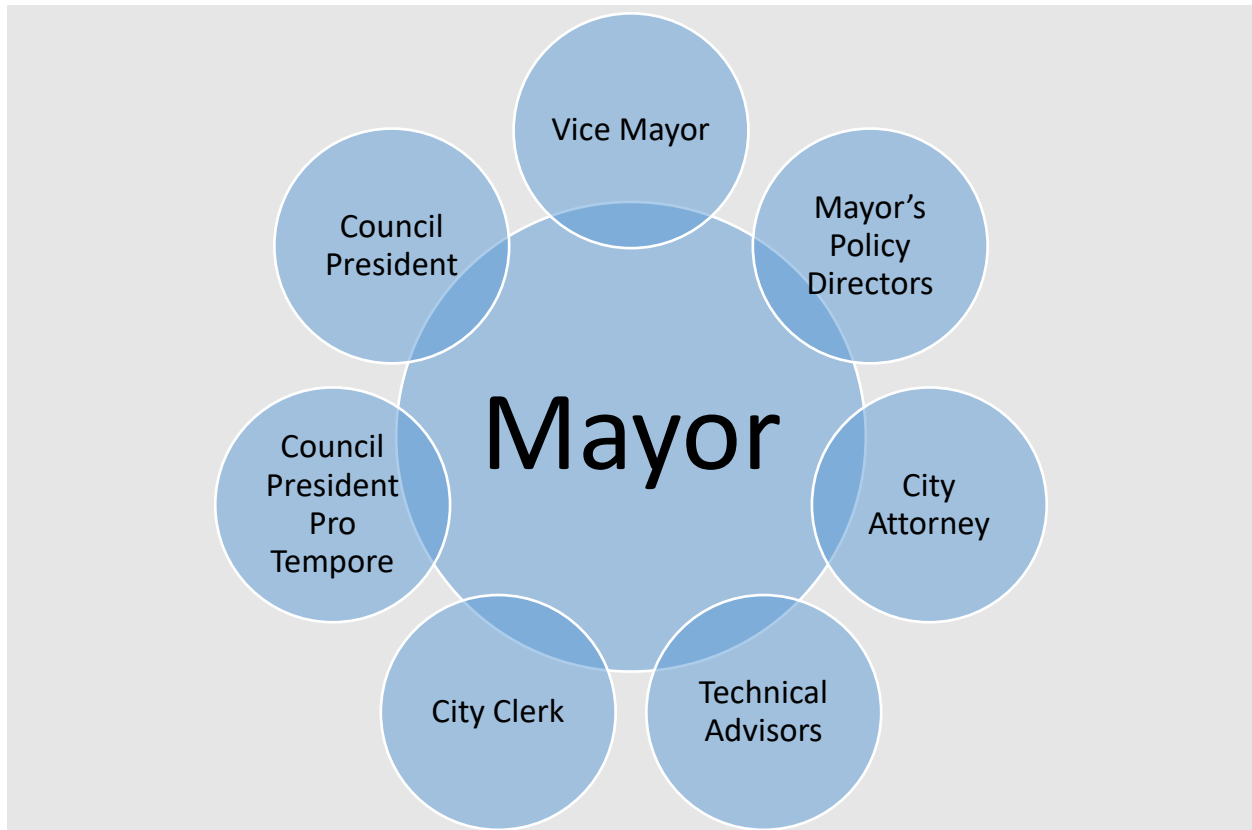 Vice Mayor
Mayor’s
Policy
Directors
City
Attorney
Technical
Advisors
City Clerk
Council
President
Pro
Tempore
Council
President
Mayor